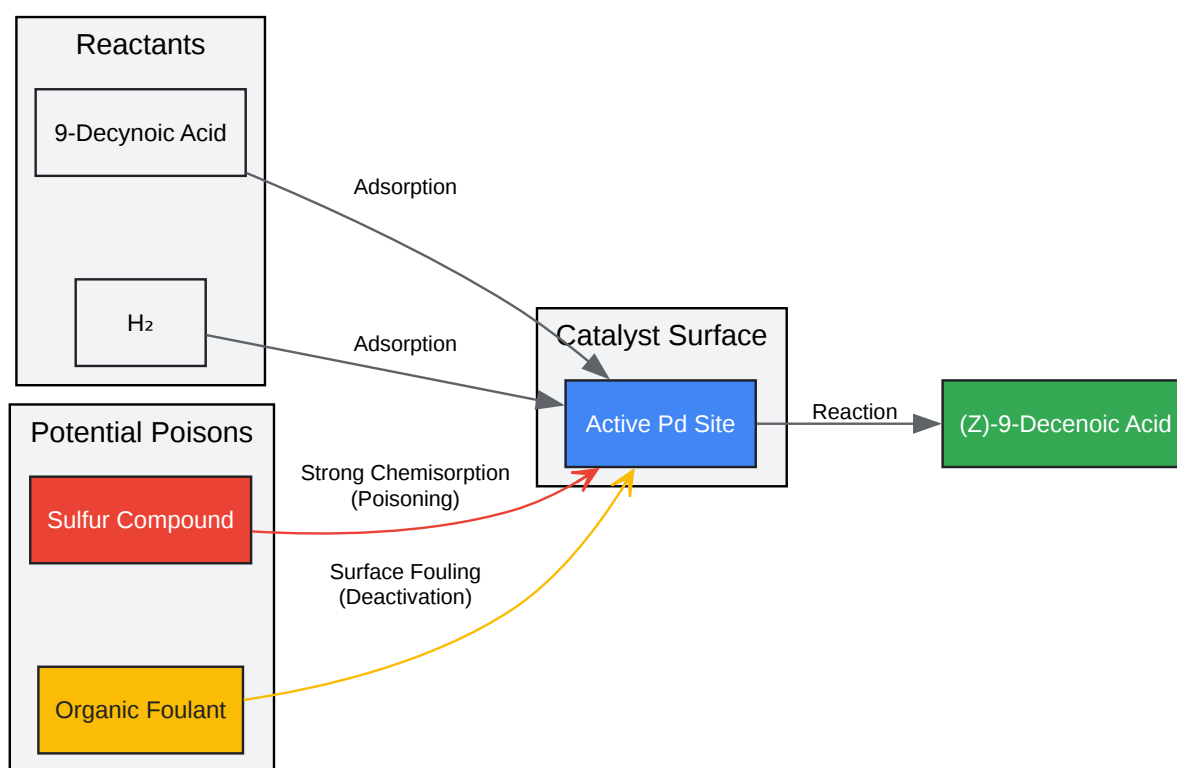 Reactants
9-Decynoic Acid
Adsorption
H₂
Adsorption
Catalyst Surface
Active Pd Site
Reaction
(Z)-9-Decenoic Acid
Potential Poisons
Sulfur Compound
Strong Chemisorption
(Poisoning)
Surface Fouling
(Deactivation)
Organic Foulant